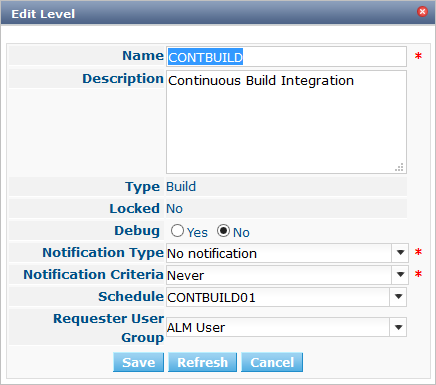 Edit Level
Name CONTBUILD *
Description Continuous Build Integration
Type Build
Locked No
Debug Yes No
Notification Type No notification *
Notification Criteria Never *
Schedule CONTBUILD01
Requester User Group ALM User
Save Refresh Cancel